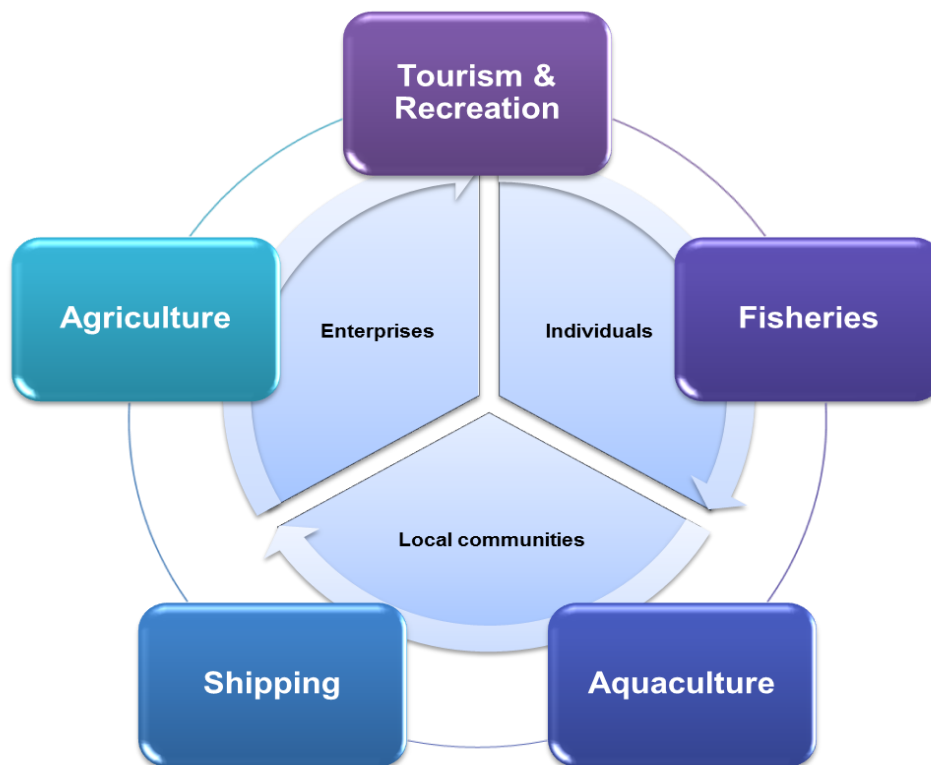 Tourism &
Recreation
Agriculture
Fisheries
Enterprises
Individuals
Local communities
Shipping
Aquaculture